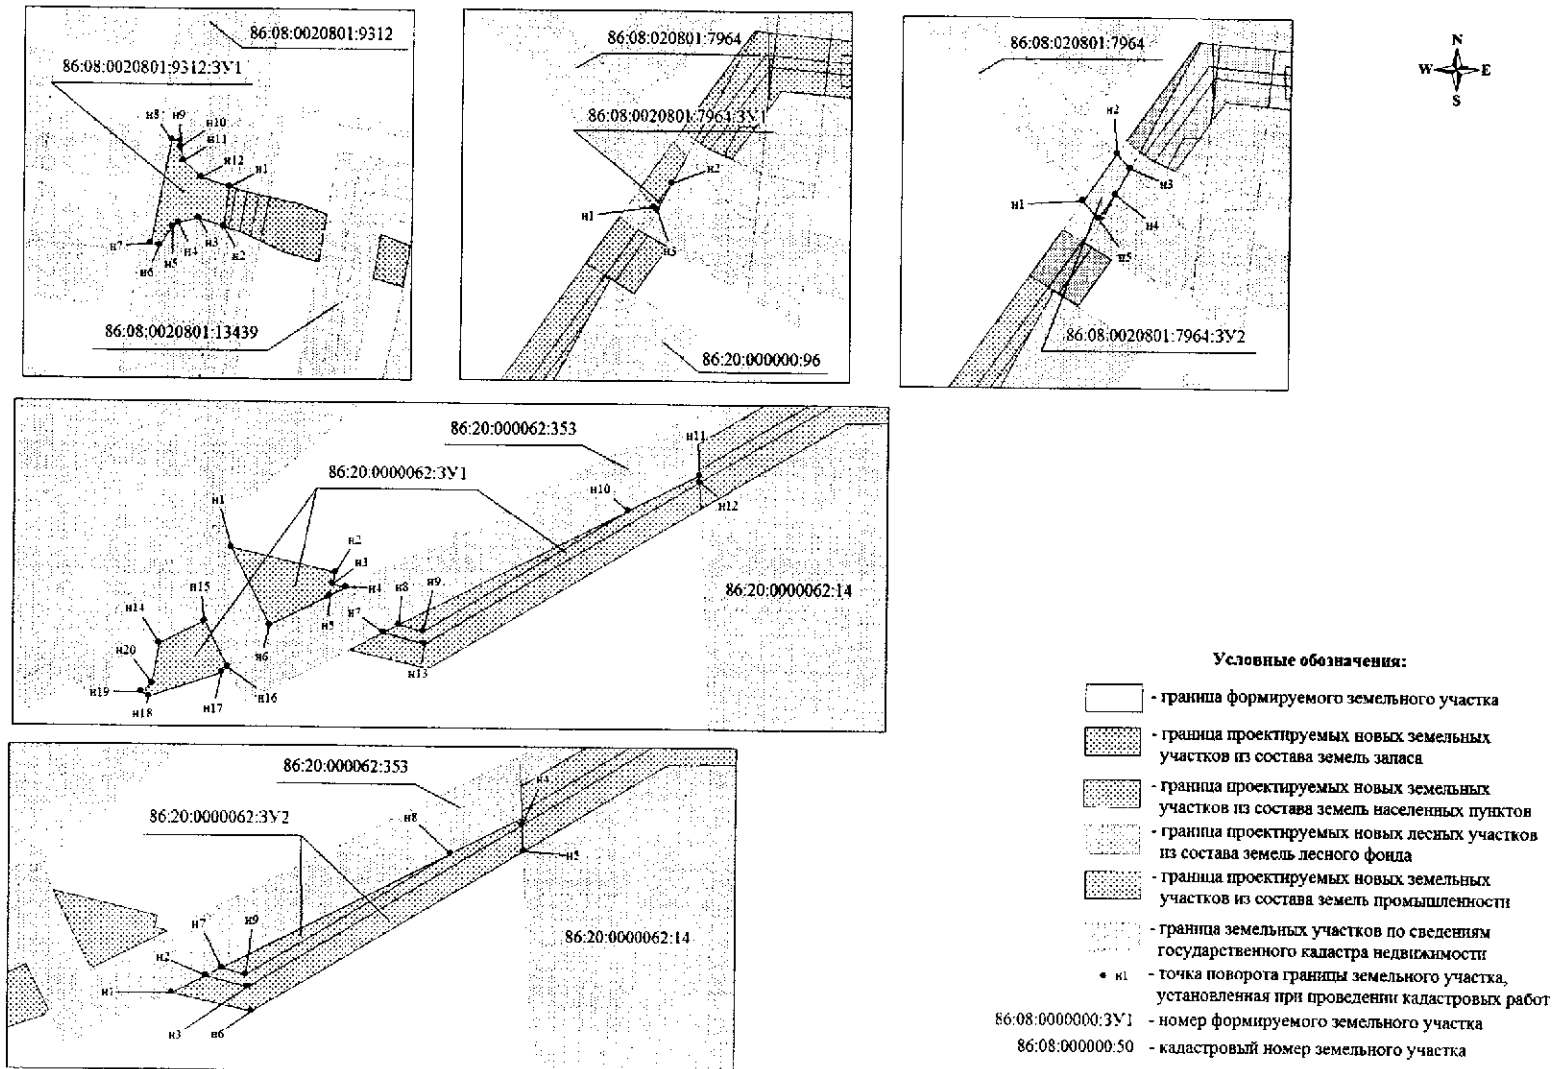 86:08:0020801:9312
86:08:0020801:9312:ЗУ1
н8 н9
н10
н11
н12
н1
н7
н6
н5
н4
н3
н2
86:08:0020801:13439
86:08:020801:7964
86:08:0020801:7964:ЗУ1
н2
н1
н3
86:20:000000:96
86:08:020801:7964
н2
н3
н1
н4
н5
86:08:0020801:7964:ЗУ2
N
W E
S
86:20:000062:353
86:20:0000062:ЗУ1
н11
н10
н12
н1
н2
н3
н4
н15
н8
н9
н14
н5
н7
н6
н20
н13
н19
н18
н17
н16
86:20:0000062:14
86:20:000062:353
86:20:0000062:ЗУ2
н4
н8
н5
н7
н9
н2
н1
н3
н6
86:20:0000062:14
Условные обозначения:
- граница формируемого земельного участка
- граница проектируемых новых земельных
участков из состава земель запаса
- граница проектируемых новых земельных
участков из состава земель населенных пунктов
- граница проектируемых новых лесных участков
из состава земель лесного фонда
- граница проектируемых новых земельных
участков из состава земель промышленности
- граница земельных участков по сведениям
государственного кадастра недвижимости
• н1 - точка поворота границы земельного участка,
установленная при проведении кадастровых работ
86:08:0000000:ЗУ1 - номер формируемого земельного участка
86:08:000000:50 - кадастровый номер земельного участка